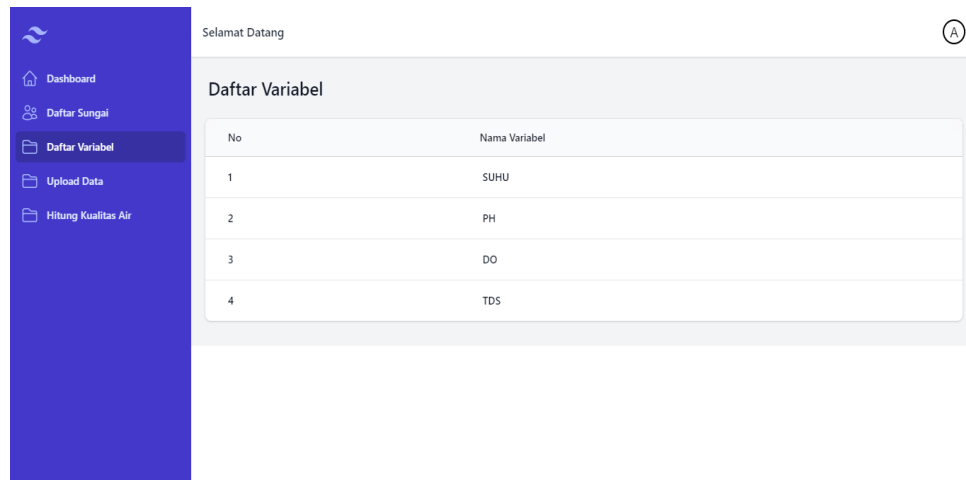 Selamat Datang
A
Dashboard
Daftar Sungai
Daftar Variabel
Upload Data
Hitung Kualitas Air
Daftar Variabel
No Nama Variabel
1 SUHU
2 PH
3 DO
4 TDS